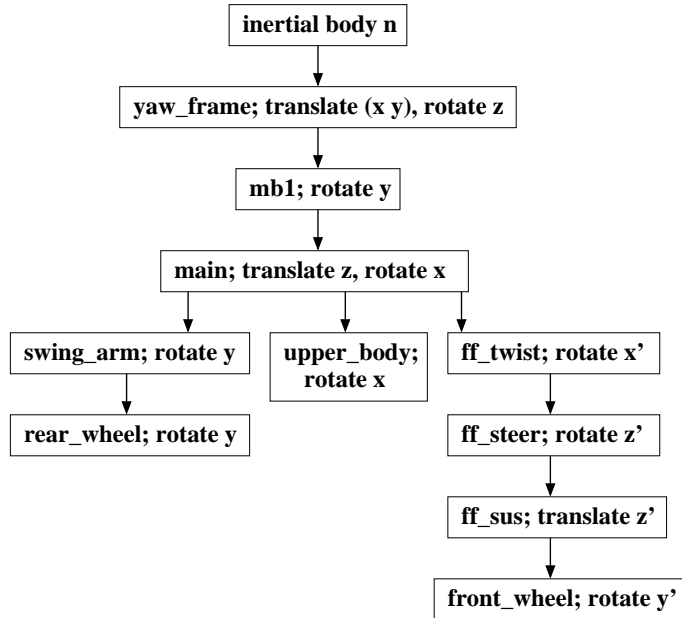 inertial body n
yaw_frame; translate (x y), rotate z
mb1; rotate y
main; translate z, rotate x
swing_arm; rotate y
upper_body;
rotate x
ff_twist; rotate x’
rear_wheel; rotate y
ff_steer; rotate z’
ff_sus; translate z’
front_wheel; rotate y’